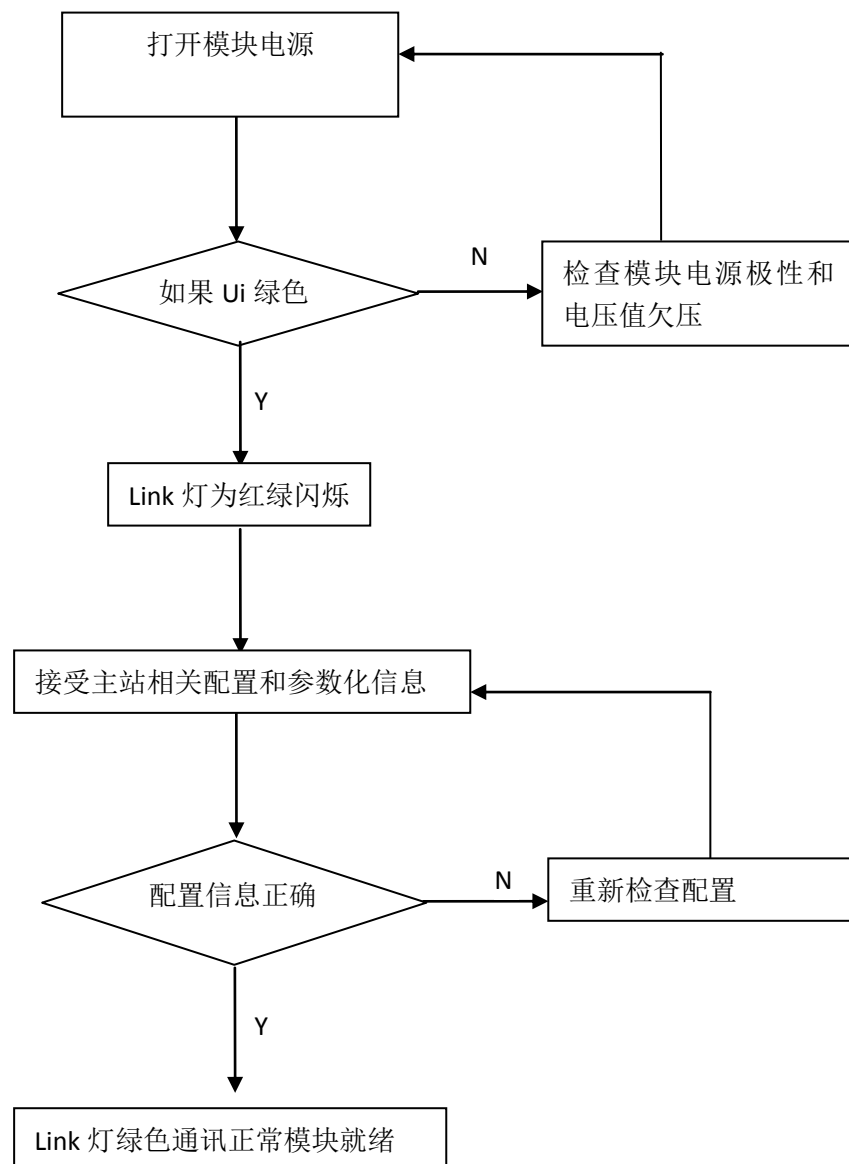 打开模块电源
如果 Ui 绿色
N
检查模块电源极性和
电压值欠压
Y
Link 灯为红绿闪烁
接受主站相关配置和参数化信息
配置信息正确
N
重新检查配置
Y
Link 灯绿色通讯正常模块就绪